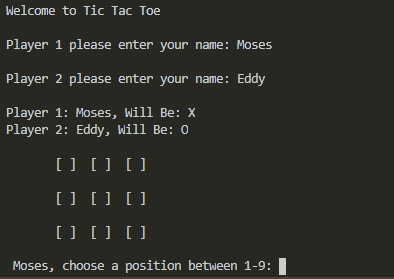 Welcome to Tic Tac Toe
Player 1 please enter your name: Moses
Player 2 please enter your name: Eddy
Player 1: Moses, Will Be: X
Player 2: Eddy, Will Be: O
[ ] [ ] [ ]
[ ] [ ] [ ]
[ ] [ ] [ ]
Moses, choose a position between 1-9: